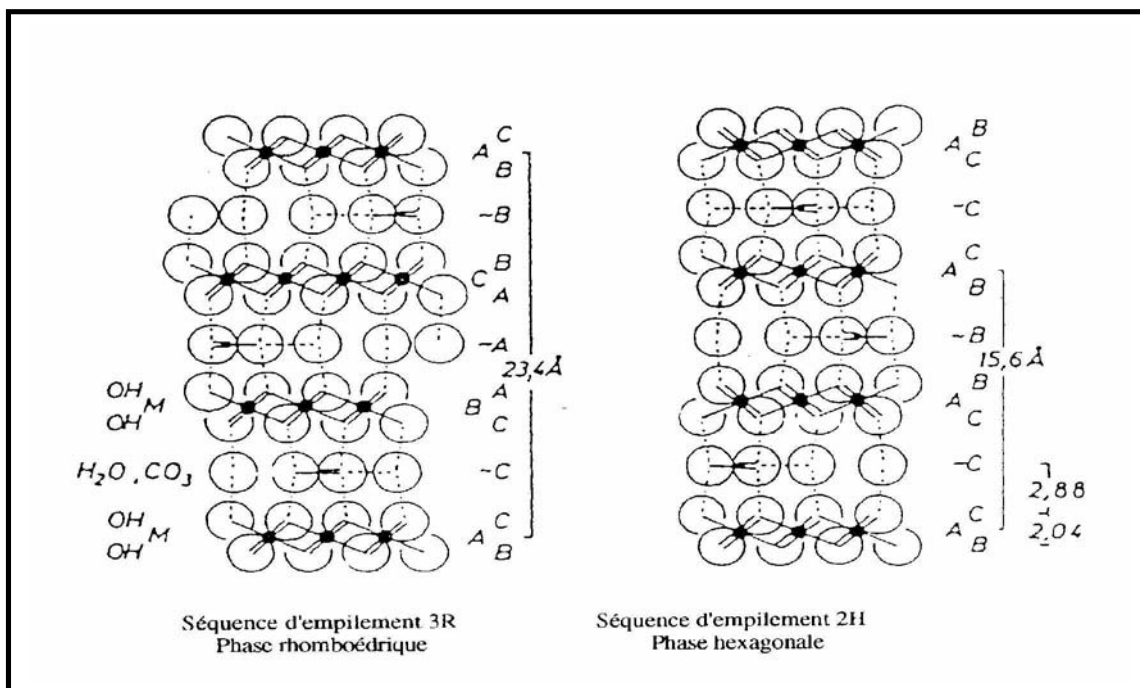 C
A
B
~B
B
C
A
~A
23,4Å
OH
M
OH
A
B
C
H₂O , CO₃
~C
OH
M
OH
C
A
B
Séquence d'empilement 3R
Phase rhomboédrique
B
A
C
~C
C
A
B
~B
15,6Å
B
A
C
~C
2,88
C
A
B
2,04
Séquence d'empilement 2H
Phase hexagonale